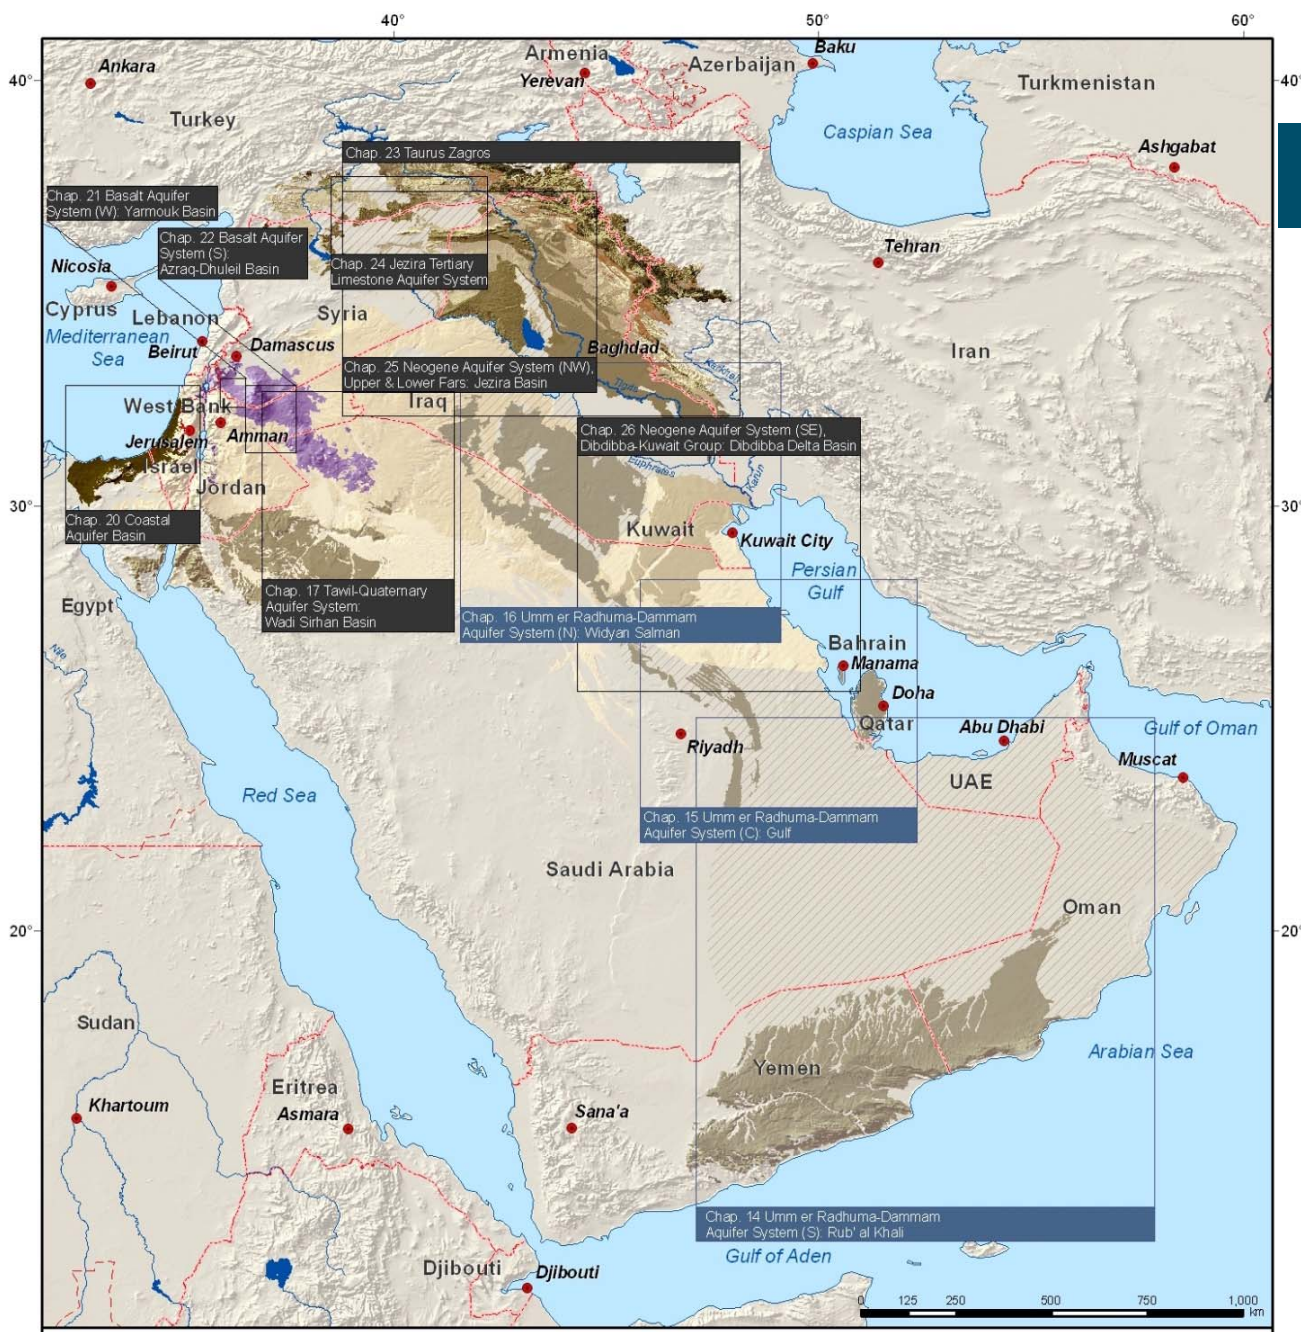 40°
50°
60°
40°
40°
30°
30°
20°
20°
Ankara
Turkey
Armenia
Yerevan
Azerbaijan
Baku
Turkmenistan
Caspian Sea
Ashgabat
Chap. 23 Taurus Zagros
Chap. 21 Basalt Aquifer
System (W): Yarmouk Basin
Chap. 22 Basalt Aquifer
System (S):
Azraq-Dhuleil Basin
Chap. 24 Jezira Tertiary
Limestone Aquifer System
Tehran
Nicosia
Cyprus
Mediterranean
Sea
Lebanon
Beirut
Syria
Damascus
Baghdad
Iran
Chap. 25 Neogene Aquifer System (NW),
Upper & Lower Fars: Jezira Basin
Tigris
Karkheh
Iraq
West Bank
Jerusalem
Amman
Israel
Jordan
Chap. 26 Neogene Aquifer System (SE),
Dibdibba-Kuwait Group: Dibdibba Delta Basin
Euphrates
Karun
Chap. 20 Coastal
Aquifer Basin
Kuwait
Kuwait City
Persian
Gulf
Egypt
Nile
Chap. 17 Tawil-Quaternary
Aquifer System:
Wadi Sirhan Basin
Chap. 16 Umm er Radhuma-Dammam
Aquifer System (N): Widyan Salman
Bahrain
Manama
Doha
Qatar
Abu Dhabi
Gulf of Oman
Muscat
Riyadh
UAE
Red Sea
Chap. 15 Umm er Radhuma-Dammam
Aquifer System (C): Gulf
Saudi Arabia
Oman
Sudan
Arabian Sea
Yemen
Eritrea
Khartoum
Asmara
Sana'a
Chap. 14 Umm er Radhuma-Dammam
Aquifer System (S): Rub' al Khali
Gulf of Aden
Djibouti
Djibouti
0 125 250 500 750 1,000
km